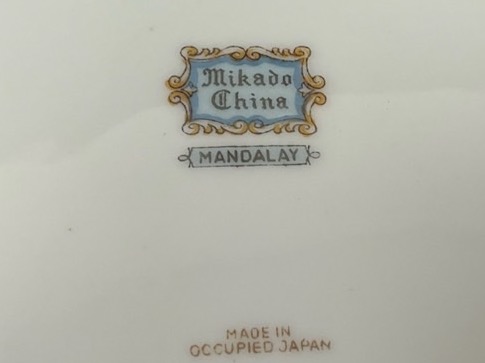 Mikado
China
MANDALAY
MADE IN
OCCUPIED JAPAN